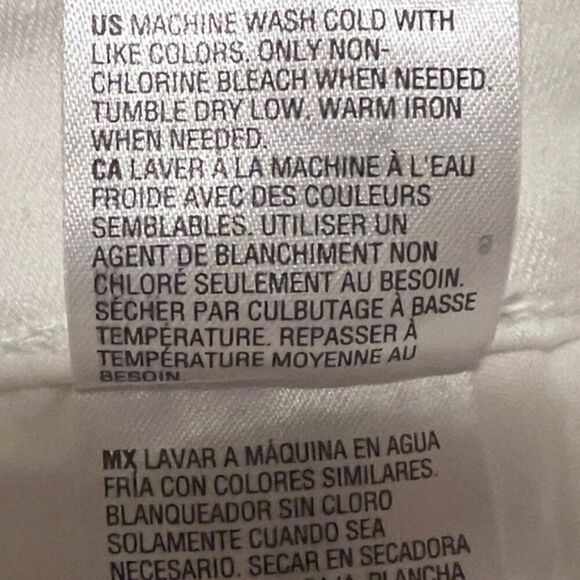 US MACHINE WASH COLD WITH
LIKE COLORS. ONLY NON-
CHLORINE BLEACH WHEN NEEDED.
TUMBLE DRY LOW. WARM IRON
WHEN NEEDED.
CA LAVER À LA MACHINE À L'EAU
FROIDE AVEC DES COULEURS
SEMBLABLES. UTILISER UN
AGENT DE BLANCHIMENT NON
CHLORÉ SEULEMENT AU BESOIN.
SÉCHER PAR CULBUTAGE À BASSE
TEMPÉRATURE. REPASSER À
TEMPÉRATURE MOYENNE AU
BESOIN.
MX LAVAR A MÁQUINA EN AGUA
FRÍA CON COLORES SIMILARES.
BLANQUEADOR SIN CLORO
SOLAMENTE CUANDO SEA
NECESARIO. SECAR EN SECADORA
PLANCHA